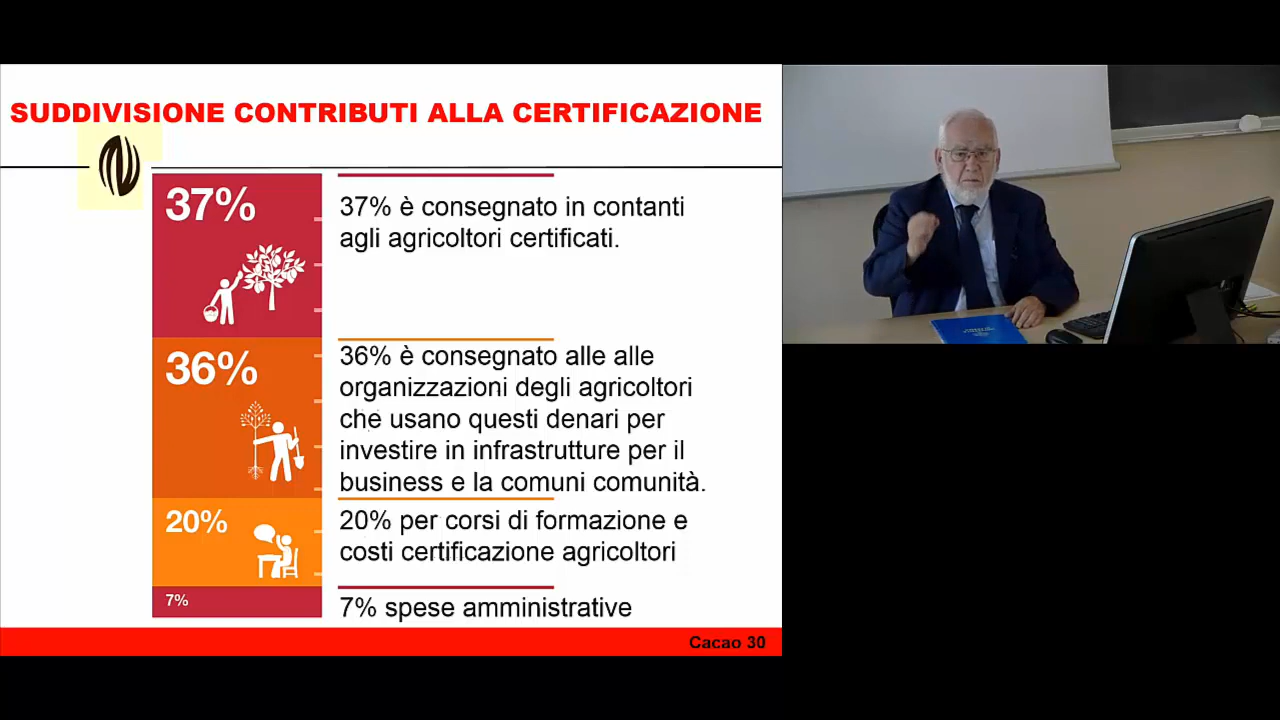 SUDDIVISIONE CONTRIBUTI ALLA CERTIFICAZIONE
37%
37% è consegnato in contanti
agli agricoltori certificati.
36%
36% è consegnato alle alle
organizzazioni degli agricoltori
che usano questi denari per
investire in infrastrutture per il
business e la comuni comunità.
20%
20% per corsi di formazione e
costi certificazione agricoltori
7%
7% spese amministrative
Cacao 30